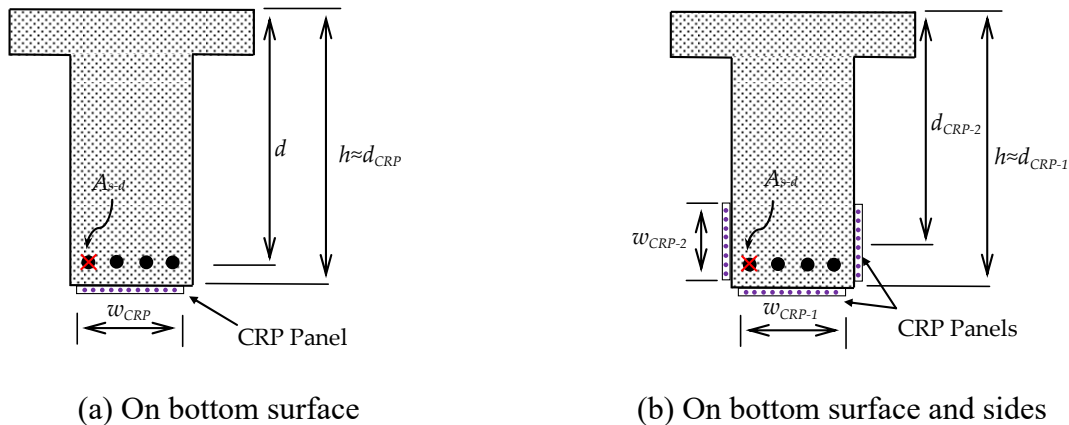 d
h≈dCRP
As-d
wCRP
CRP Panel
(a) On bottom surface
dCRP-2
h≈dCRP-1
As-d
wCRP-2
wCRP-1
CRP Panels
(b) On bottom surface and sides